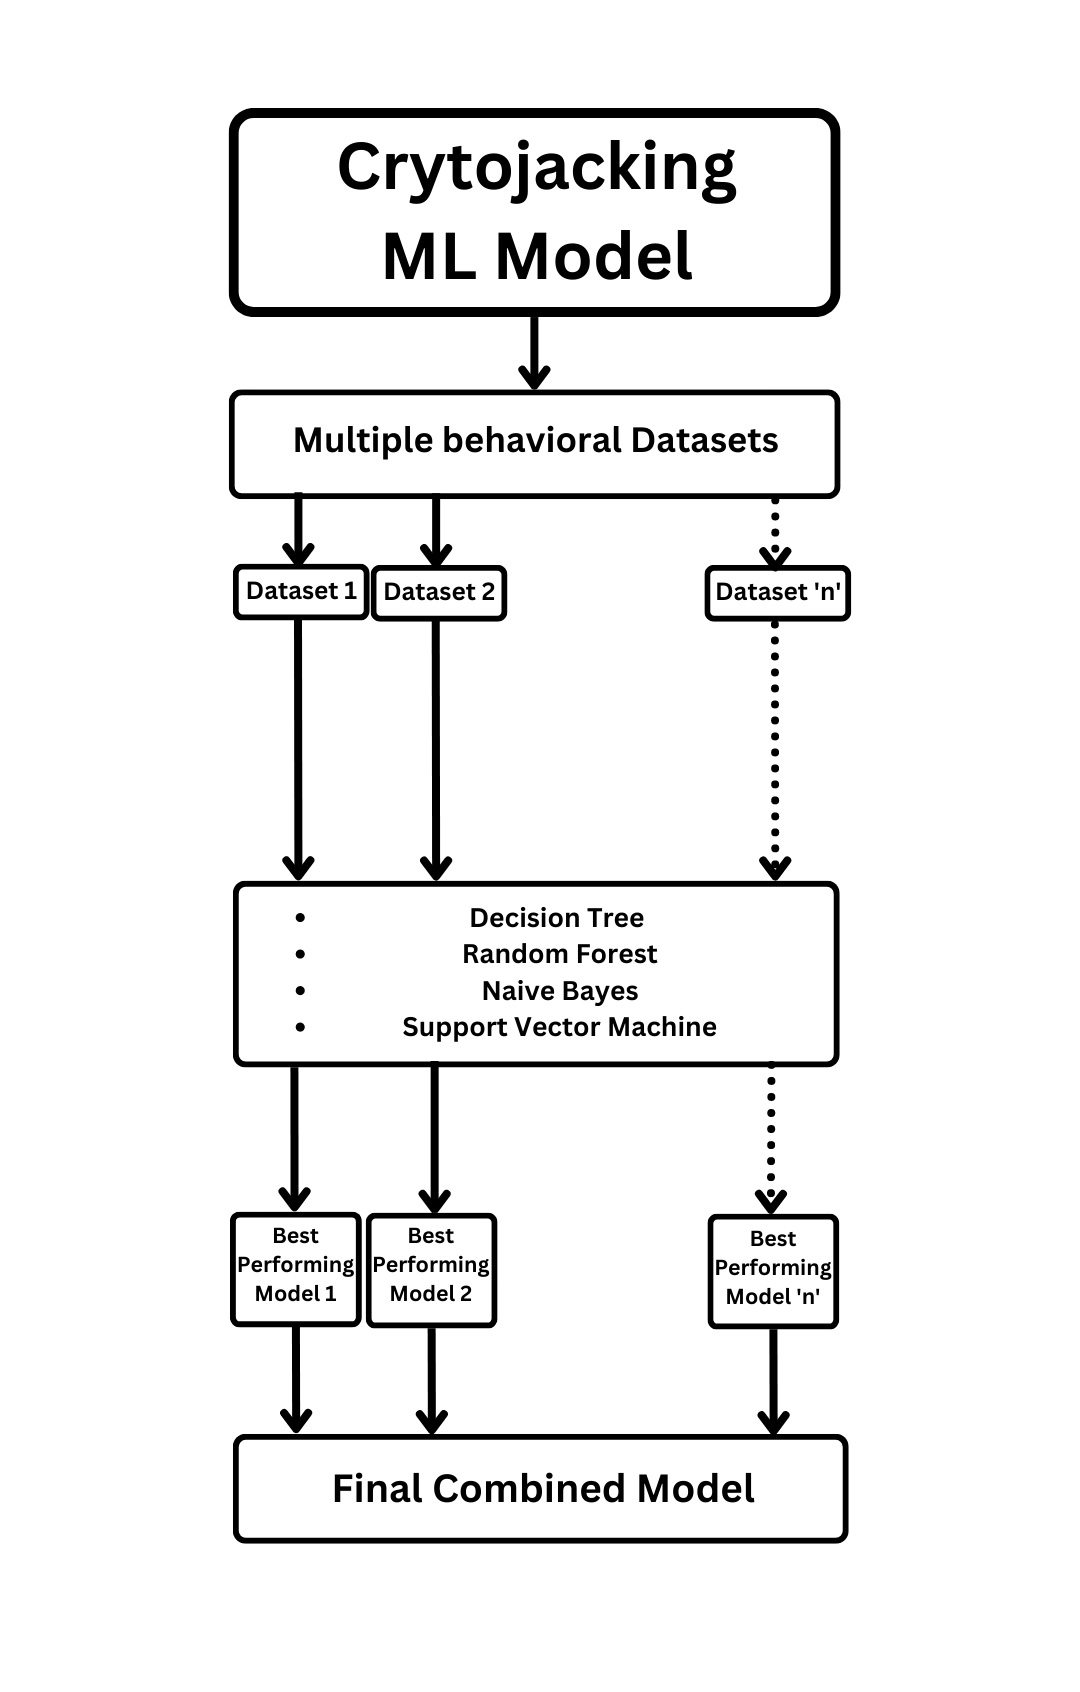 Crytojacking
ML Model
Multiple behavioral Datasets
Dataset 1
Dataset 2
Dataset 'n'
• Decision Tree
• Random Forest
• Naive Bayes
• Support Vector Machine
Best
Performing
Model 1
Best
Performing
Model 2
Best
Performing
Model 'n'
Final Combined Model